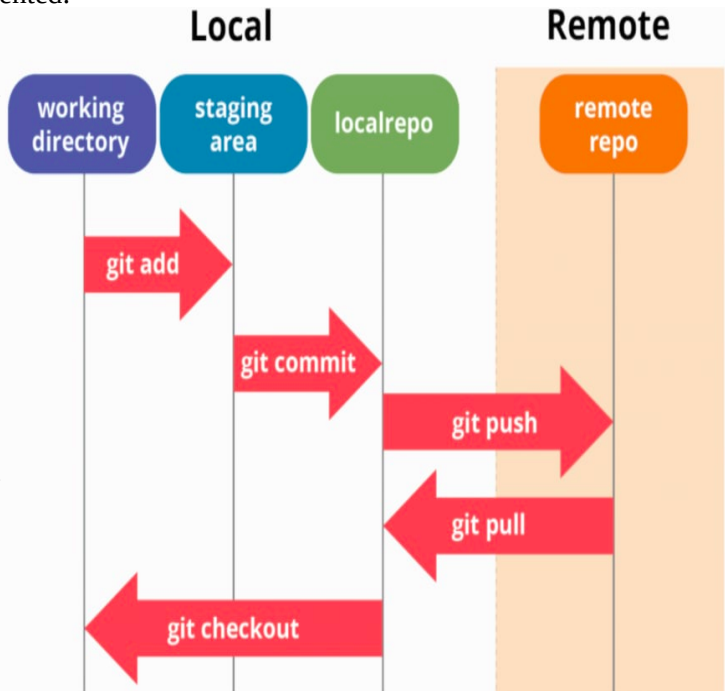 Local
Remote
working
directory
staging
area
localrepo
remote
repo
git add
git commit
git push
git pull
git checkout